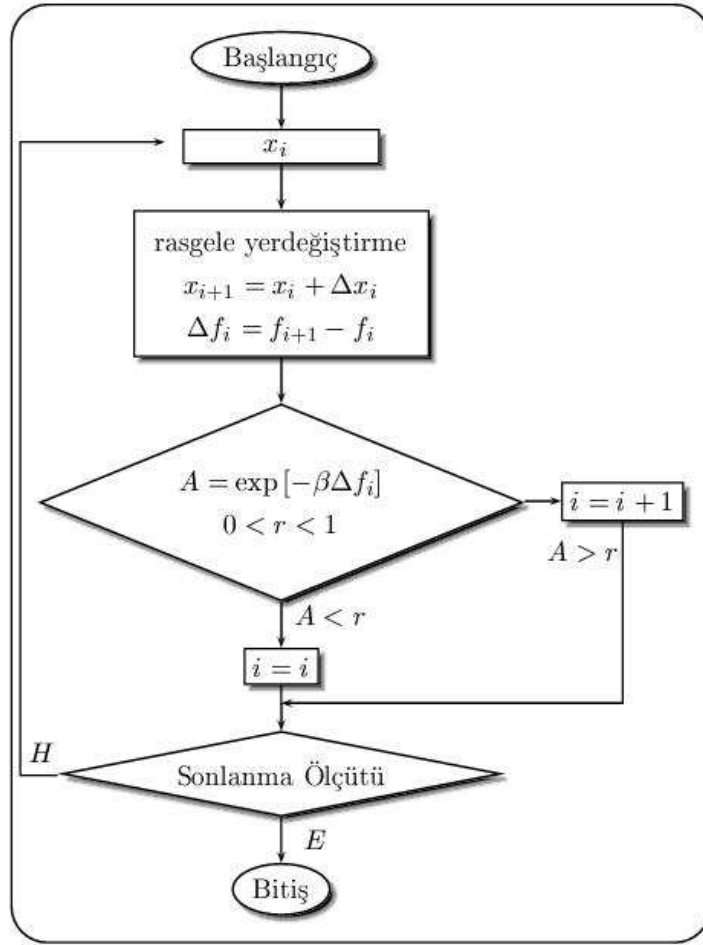 Başlangıç
x_i
rasgele yerdeğiştirme
x_{i+1} = x_i + Δx_i
Δf_i = f_{i+1} − f_i
A = exp [−βΔf_i]
0 < r < 1
i = i + 1
A > r
A < r
i = i
H
Sonlanma Ölçütü
E
Bitiş